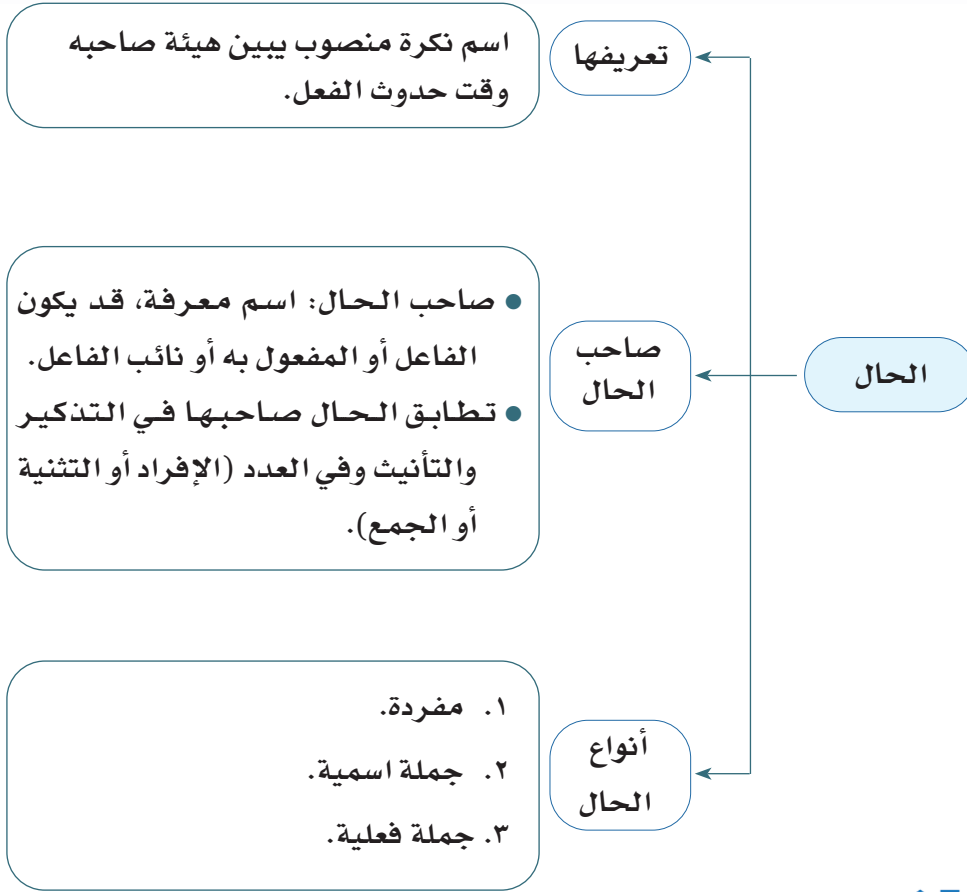 الحال
تعريفها
اسم نكرة منصوب يبين هيئة صاحبه
وقت حدوث الفعل.
صاحب
الحال
● صاحب الحال: اسم معرفة، قد يكون
الفاعل أو المفعول به أو نائب الفاعل.
● تطابق الحال صاحبها في التذكير
والتأنيث وفي العدد (الإفراد أو التثنية
أو الجمع).
أنواع
الحال
١. مفردة.
٢. جملة اسمية.
٣. جملة فعلية.